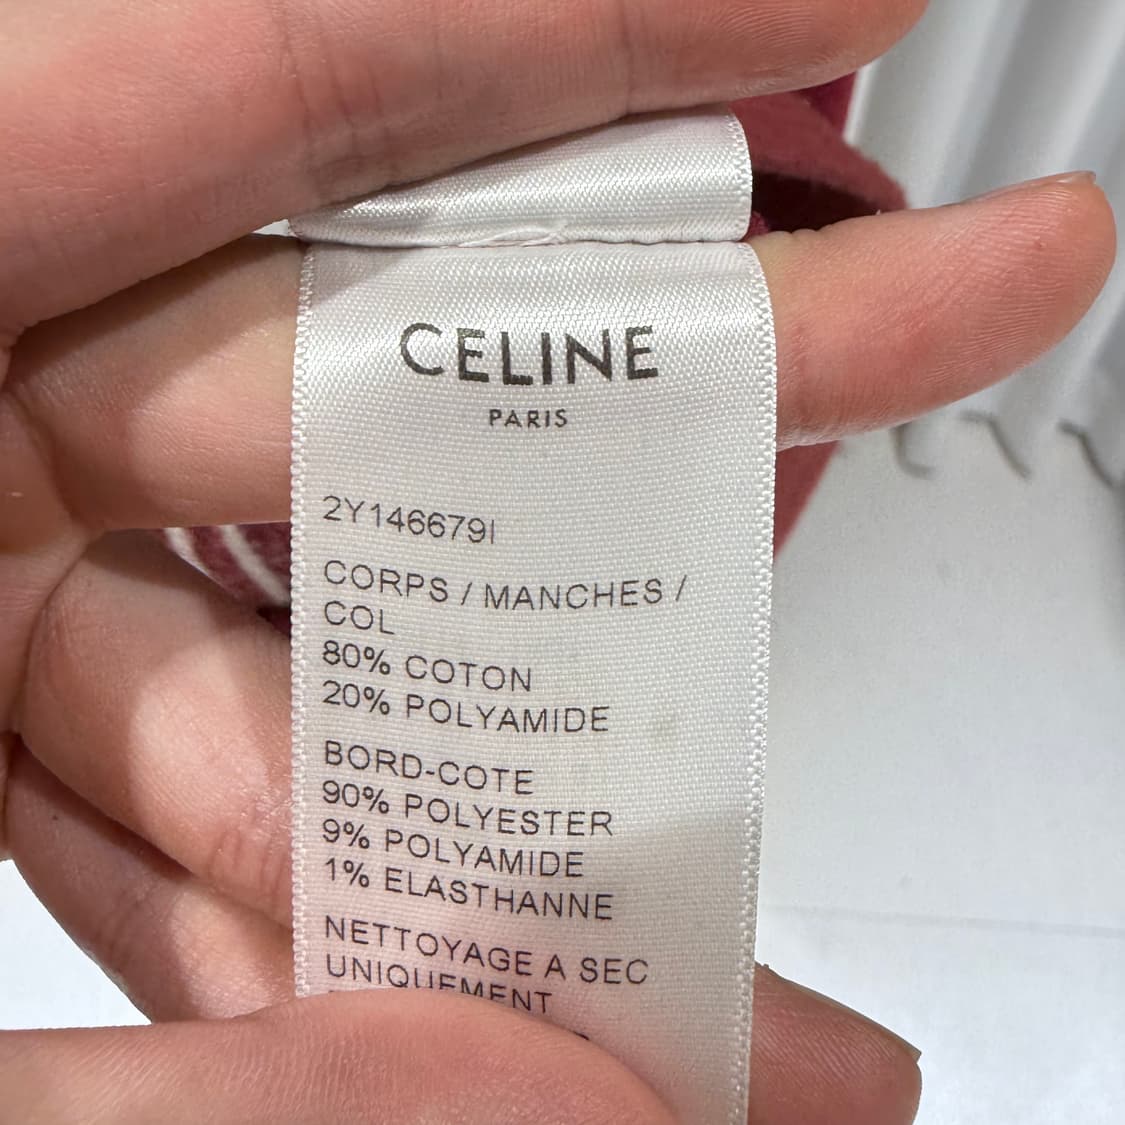 CELINE
PARIS
2Y146679I
CORPS / MANCHES /
COL
80% COTON
20% POLYAMIDE
BORD-COTE
90% POLYESTER
9% POLYAMIDE
1% ELASTHANNE
NETTOYAGE A SEC
UNIQUEMENT